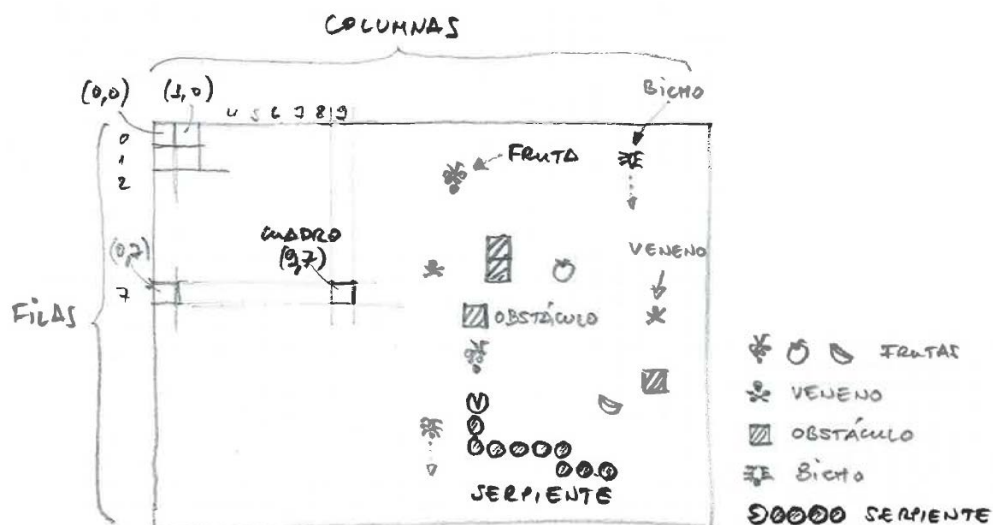 COLUMNAS
(0,0) (1,0)
BICHO
4 5 6 7 8 9
0
1
2
FRUTA
CUADRO
(9,7)
VENENO
(0,7)
7
FILAS
OBSTÁCULO
SERPIENTE
FRUTAS
VENENO
OBSTÁCULO
BICHO
SERPIENTE